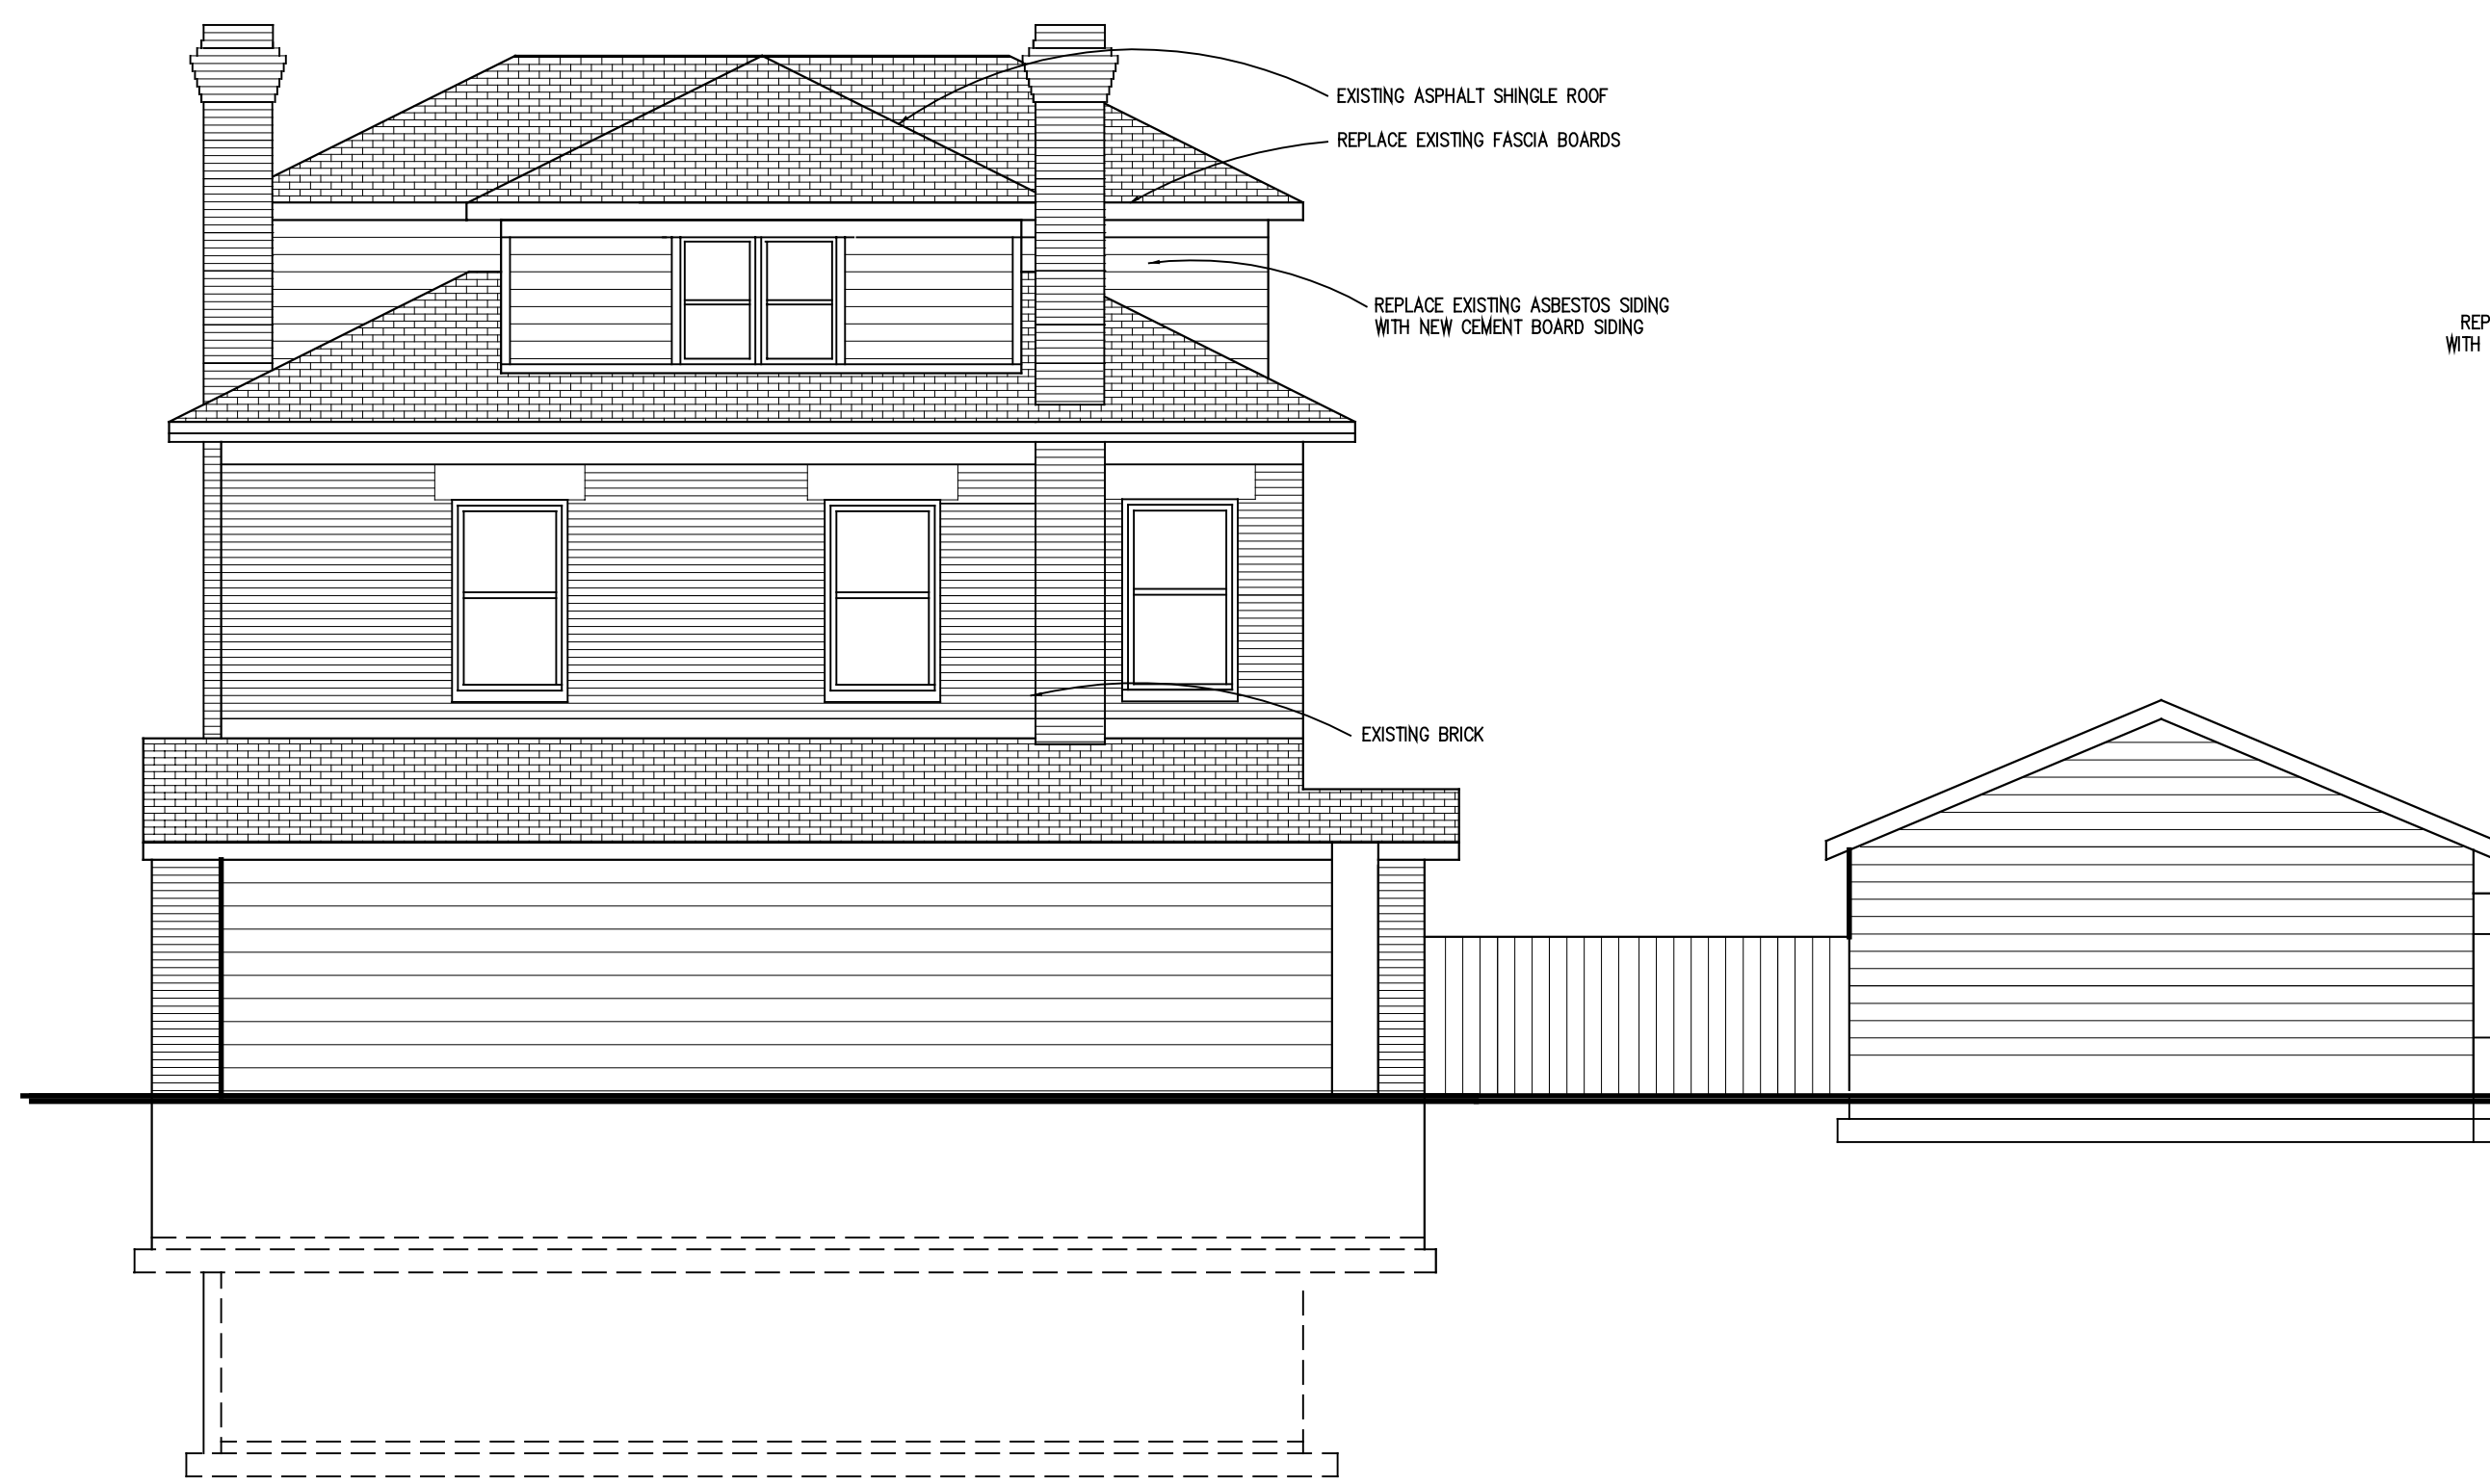 EXISTING ASPHALT SHINGLE ROOF
REPLACE EXISTING FASCIA BOARDS
REPLACE EXISTING ASBESTOS SIDING
WITH NEW CEMENT BOARD SIDING
REP
WITH
EXISTING BRICK